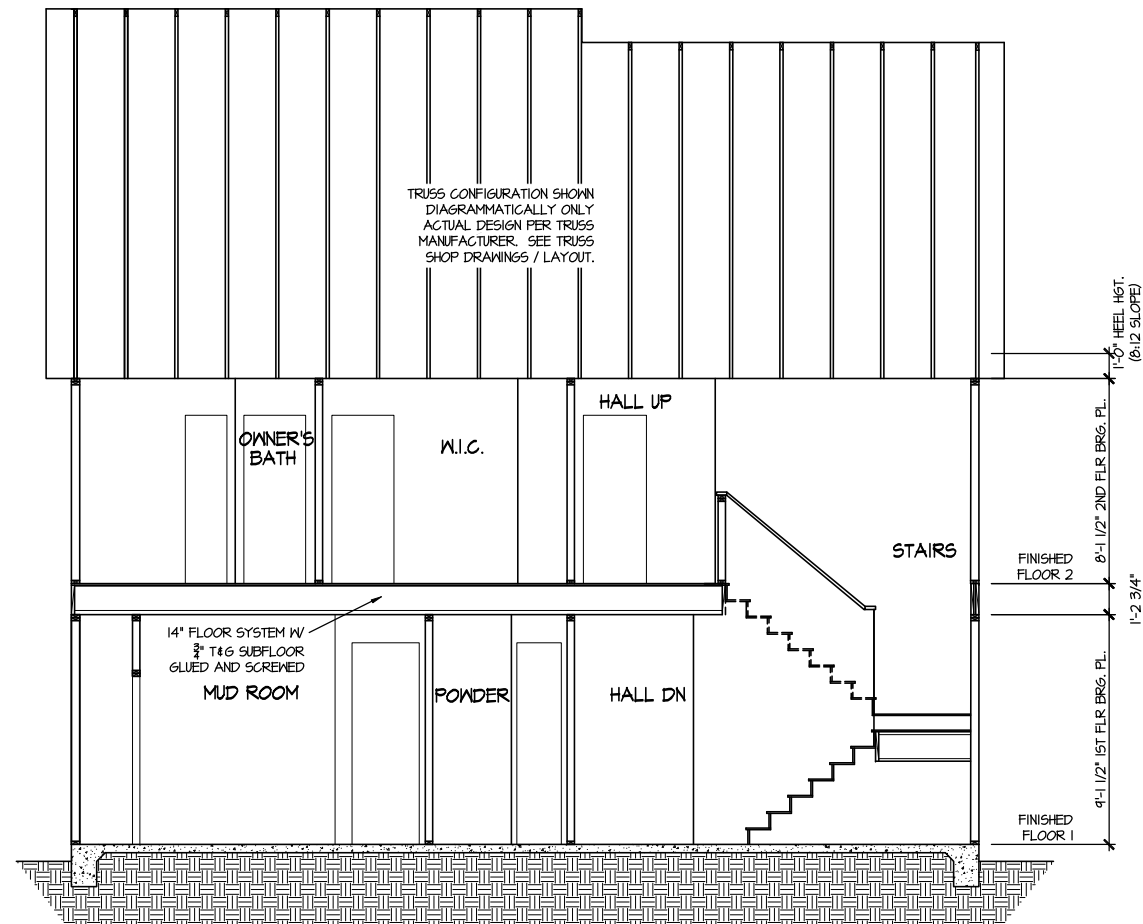 TRUSS CONFIGURATION SHOWN
DIAGRAMMATICALLY ONLY
ACTUAL DESIGN PER TRUSS
MANUFACTURER. SEE TRUSS
SHOP DRAWINGS / LAYOUT.
1'-0" HEEL HGT.
(8:12 SLOPE)
HALL UP
OWNER'S
BATH
W.I.C.
8'-1 1/2" 2ND FLR BRG. PL.
STAIRS
FINISHED
FLOOR 2
1'-2 3/4"
14" FLOOR SYSTEM W/
3/4" T&G SUBFLOOR
GLUED AND SCREWED
MUD ROOM
POWDER
HALL DN
9'-1 1/2" 1ST FLR BRG. PL.
FINISHED
FLOOR 1